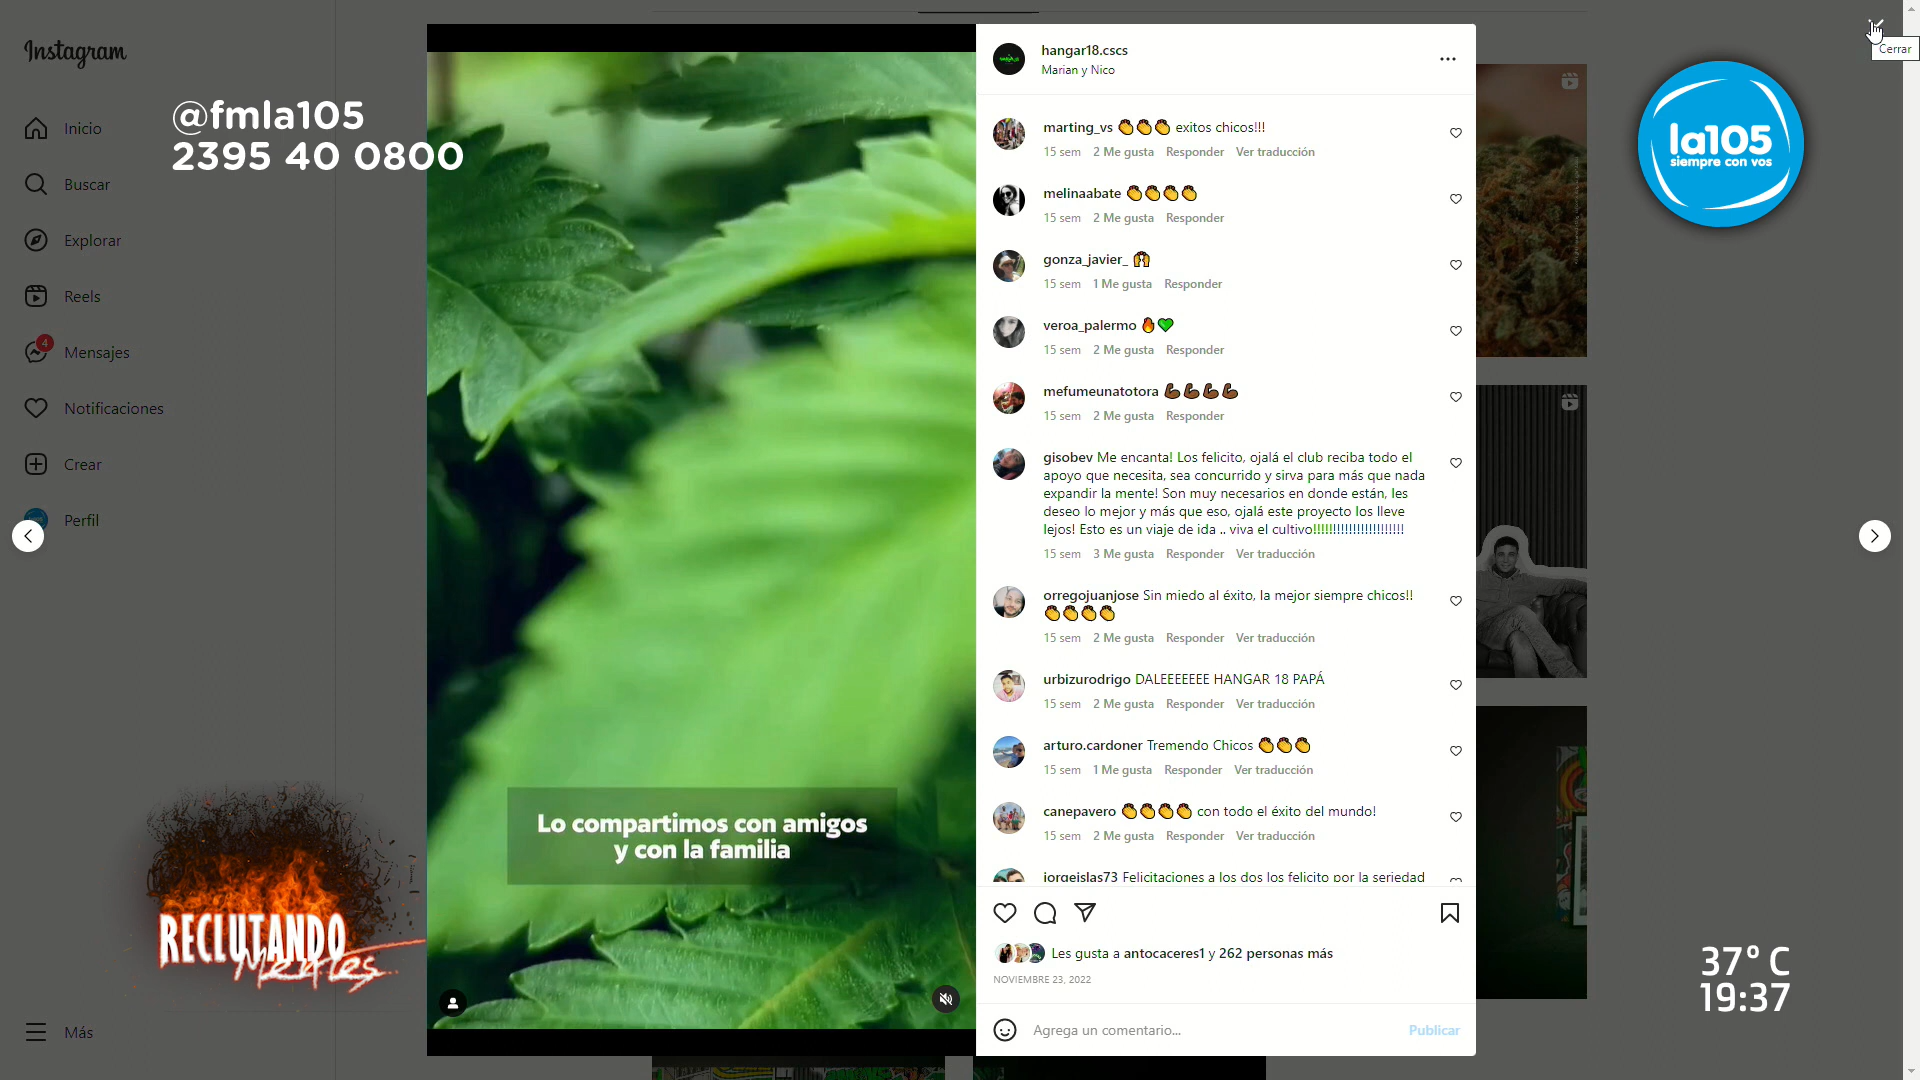 Instagram
Inicio
Buscar
Explorar
Reels
4
Mensajes
Notificaciones
Crear
Perfil
Más
@fmla105
2395 40 0800
RECLUTANDO
Mentes
Lo compartimos con amigos
y con la familia
hangar18.cscs
Marian y Nico
marting_vs 👏👏👏 exitos chicos!!!
15 sem 2 Me gusta Responder Ver traducción
melinaabate 👏👏👏👏
15 sem 2 Me gusta Responder
gonza_javier_ 🙌
15 sem 1 Me gusta Responder
veroa_palermo 🔥💚
15 sem 2 Me gusta Responder
mefumeunatotora 💪🏾💪🏾💪🏾💪🏾
15 sem 2 Me gusta Responder
gisobev Me encanta! Los felicito, ojalá el club reciba todo el
apoyo que necesita, sea concurrido y sirva para más que nada
expandir la mente! Son muy necesarios en donde están, les
deseo lo mejor y más que eso, ojalá este proyecto los lleve
lejos! Esto es un viaje de ida .. viva el cultivo!!!!!!!!!!!!!!!!!!!!!!!
15 sem 3 Me gusta Responder Ver traducción
orregojuanjose Sin miedo al éxito, la mejor siempre chicos!!
👏👏👏👏
15 sem 2 Me gusta Responder Ver traducción
urbizurodrigo DALEEEEEEE HANGAR 18 PAPÁ
15 sem 2 Me gusta Responder Ver traducción
arturo.cardoner Tremendo Chicos 👏👏👏
15 sem 1 Me gusta Responder Ver traducción
canepavero 👏👏👏👏 con todo el éxito del mundo!
15 sem 2 Me gusta Responder Ver traducción
jorgeislas73 Felicitaciones a los dos los felicito por la seriedad
Les gusta a antocaceres1 y 262 personas más
NOVIEMBRE 23, 2022
Agrega un comentario...
Publicar
Cerrar
la105
siempre con vos
37° C
19:37